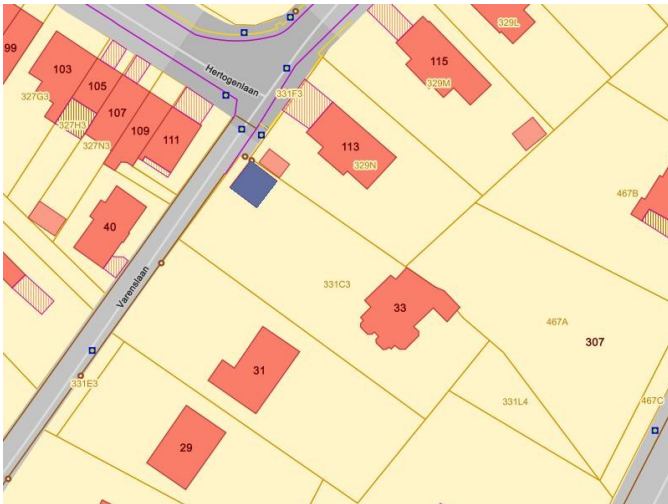 99
103
327G3
105
327H3
107
327N3
109
111
Hertogenlaan
331F3
115
329M
329L
113
329N
467B
40
Varenslaan
331C3
33
467A
307
31
331E3
331L4
467C
29